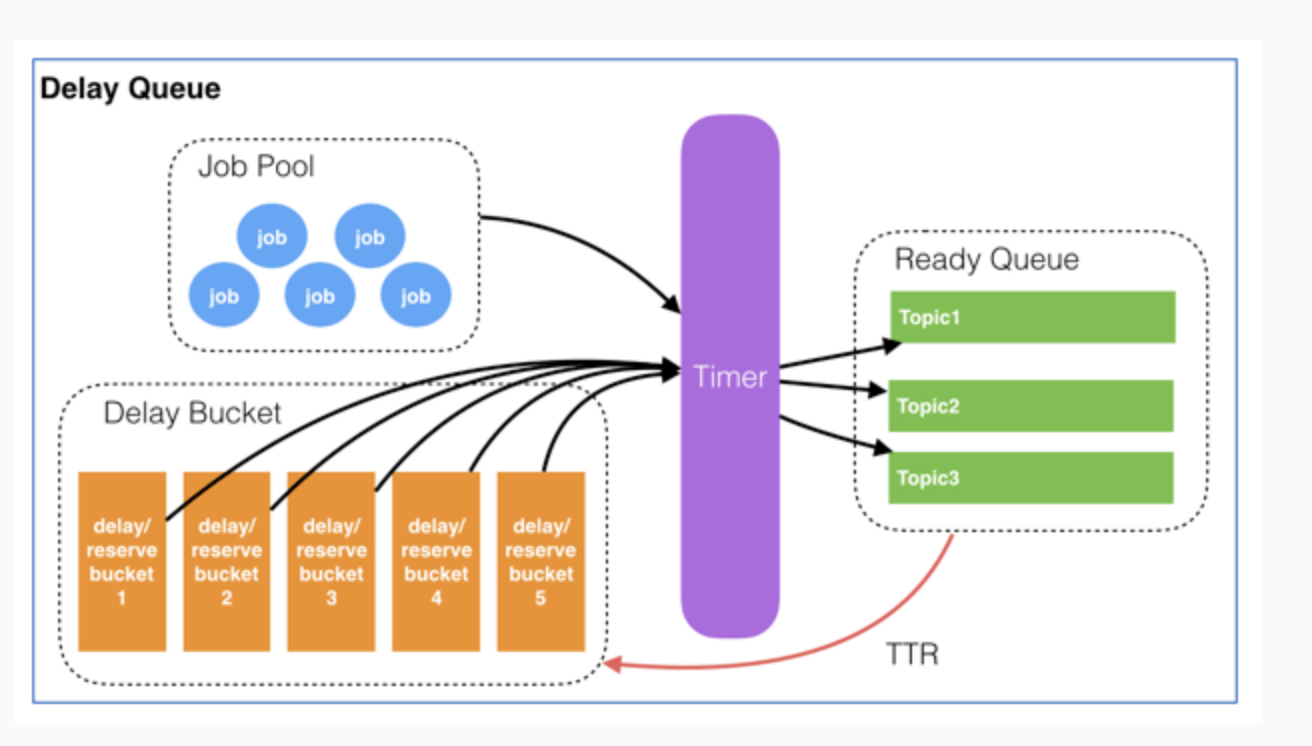 Delay Queue
Job Pool
job
job
job
job
job
Delay Bucket
delay/
reserve
bucket
1
delay/
reserve
bucket
2
delay/
reserve
bucket
3
delay/
reserve
bucket
4
delay/
reserve
bucket
5
Timer
Ready Queue
Topic1
Topic2
Topic3
TTR